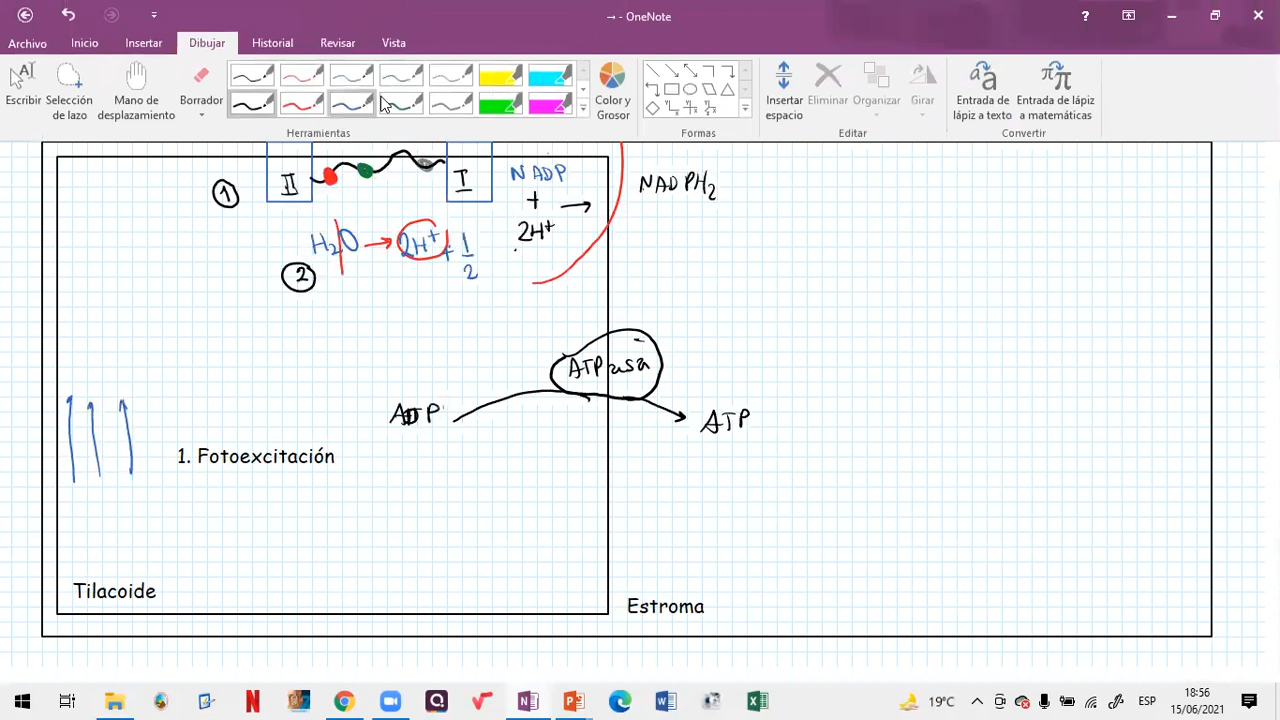 → - OneNote
Archivo Inicio Insertar Dibujar Historial Revisar Vista
Escribir
Selección de lazo
Mano de desplazamiento
Borrador
Color y Grosor
Insertar espacio
Eliminar
Organizar
Girar
Entrada de lápiz a texto
Entrada de lápiz a matemáticas
Herramientas
Formas
Editar
Convertir
II
I
NADP
+
2H+ →
NADPH2
1
H2O → 2H+ + 1/2
2
ATPasa
ADP
ATP
1. Fotoexcitación
Tilacoide
Estroma
19°C
ESP
18:56
15/06/2021